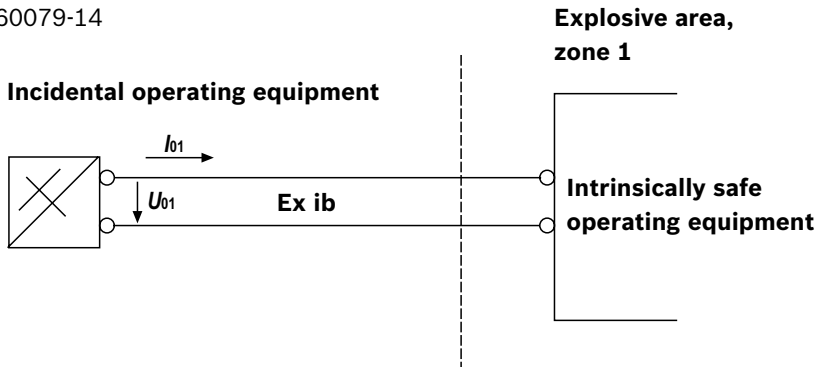 60079-14
Explosive area,
zone 1
Incidental operating equipment
I01
U01
Ex ib
Intrinsically safe
operating equipment